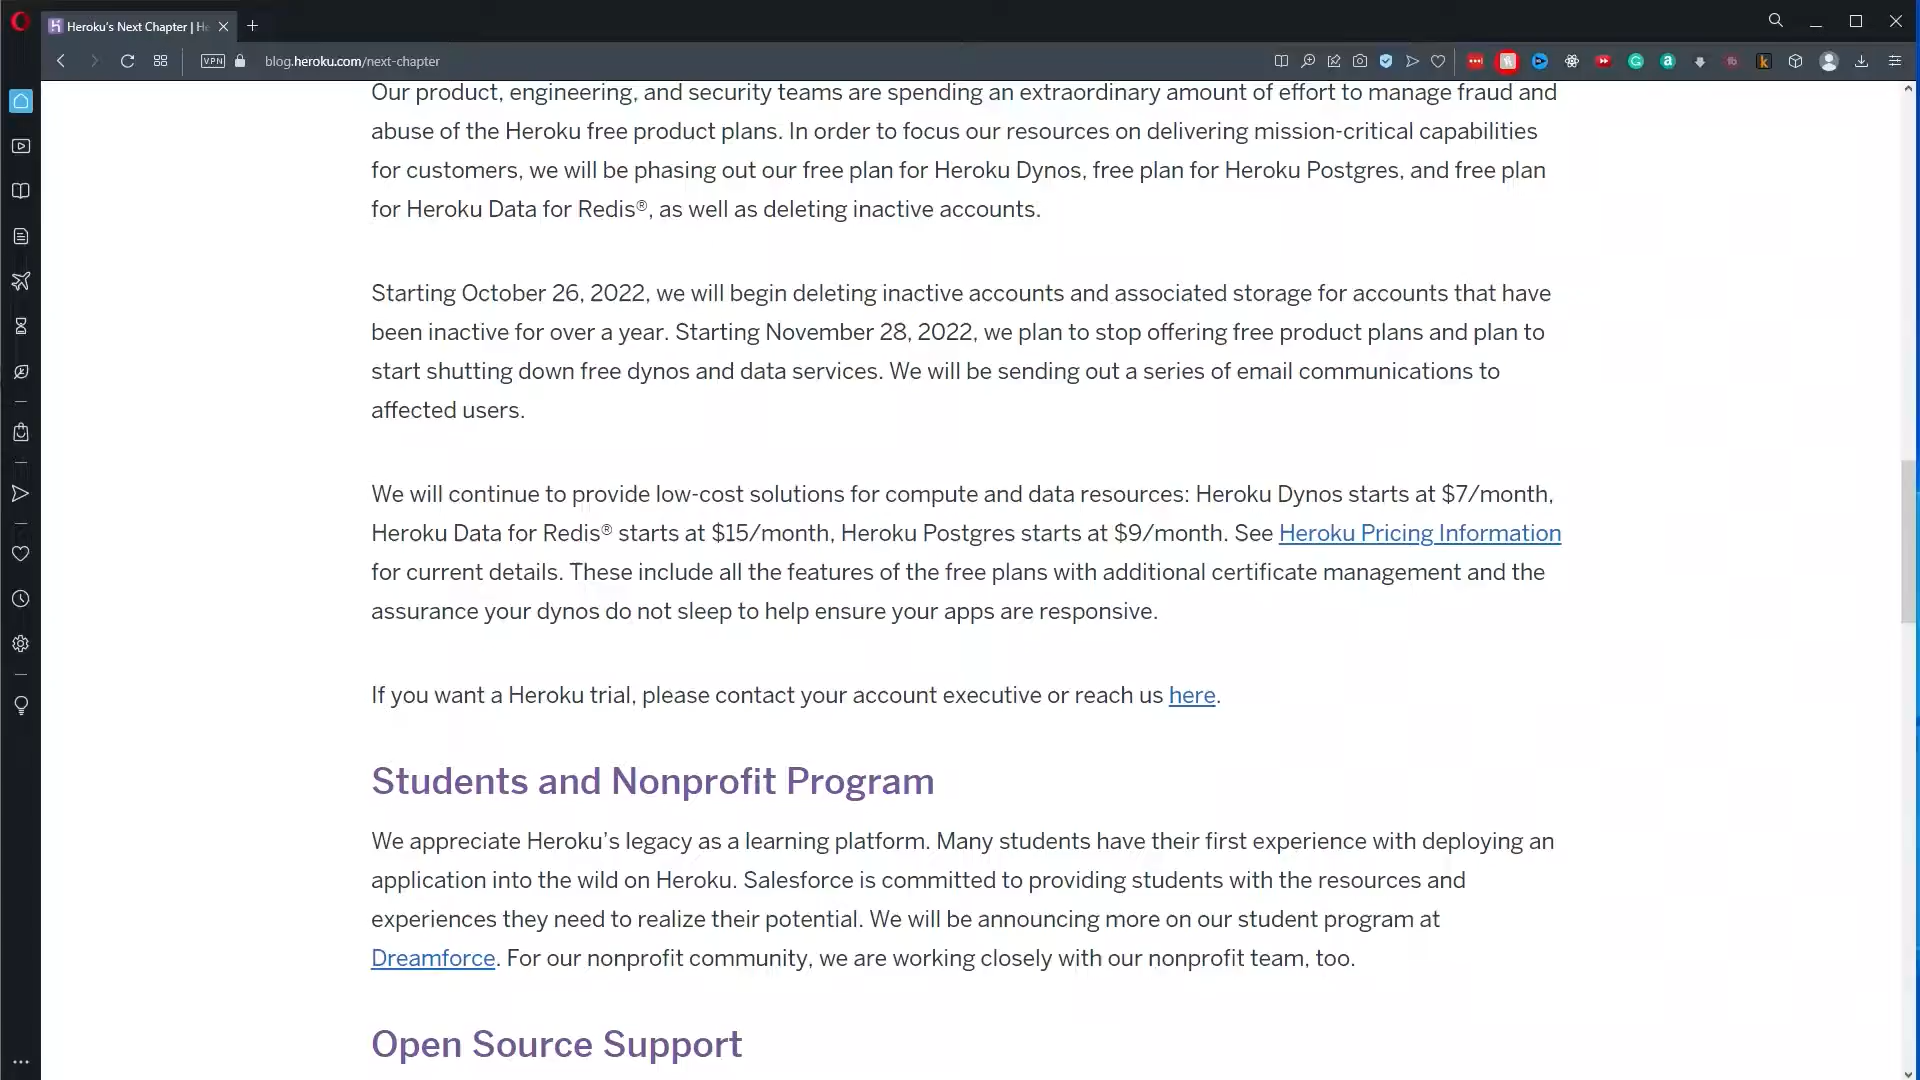 Heroku's Next Chapter | He
VPN
blog.heroku.com/next-chapter
Our product, engineering, and security teams are spending an extraordinary amount of effort to manage fraud and
abuse of the Heroku free product plans. In order to focus our resources on delivering mission-critical capabilities
for customers, we will be phasing out our free plan for Heroku Dynos, free plan for Heroku Postgres, and free plan
for Heroku Data for Redis®, as well as deleting inactive accounts.
Starting October 26, 2022, we will begin deleting inactive accounts and associated storage for accounts that have
been inactive for over a year. Starting November 28, 2022, we plan to stop offering free product plans and plan to
start shutting down free dynos and data services. We will be sending out a series of email communications to
affected users.
We will continue to provide low-cost solutions for compute and data resources: Heroku Dynos starts at $7/month,
Heroku Data for Redis® starts at $15/month, Heroku Postgres starts at $9/month. See Heroku Pricing Information
for current details. These include all the features of the free plans with additional certificate management and the
assurance your dynos do not sleep to help ensure your apps are responsive.
If you want a Heroku trial, please contact your account executive or reach us here.
Students and Nonprofit Program
We appreciate Heroku's legacy as a learning platform. Many students have their first experience with deploying an
application into the wild on Heroku. Salesforce is committed to providing students with the resources and
experiences they need to realize their potential. We will be announcing more on our student program at
Dreamforce. For our nonprofit community, we are working closely with our nonprofit team, too.
Open Source Support